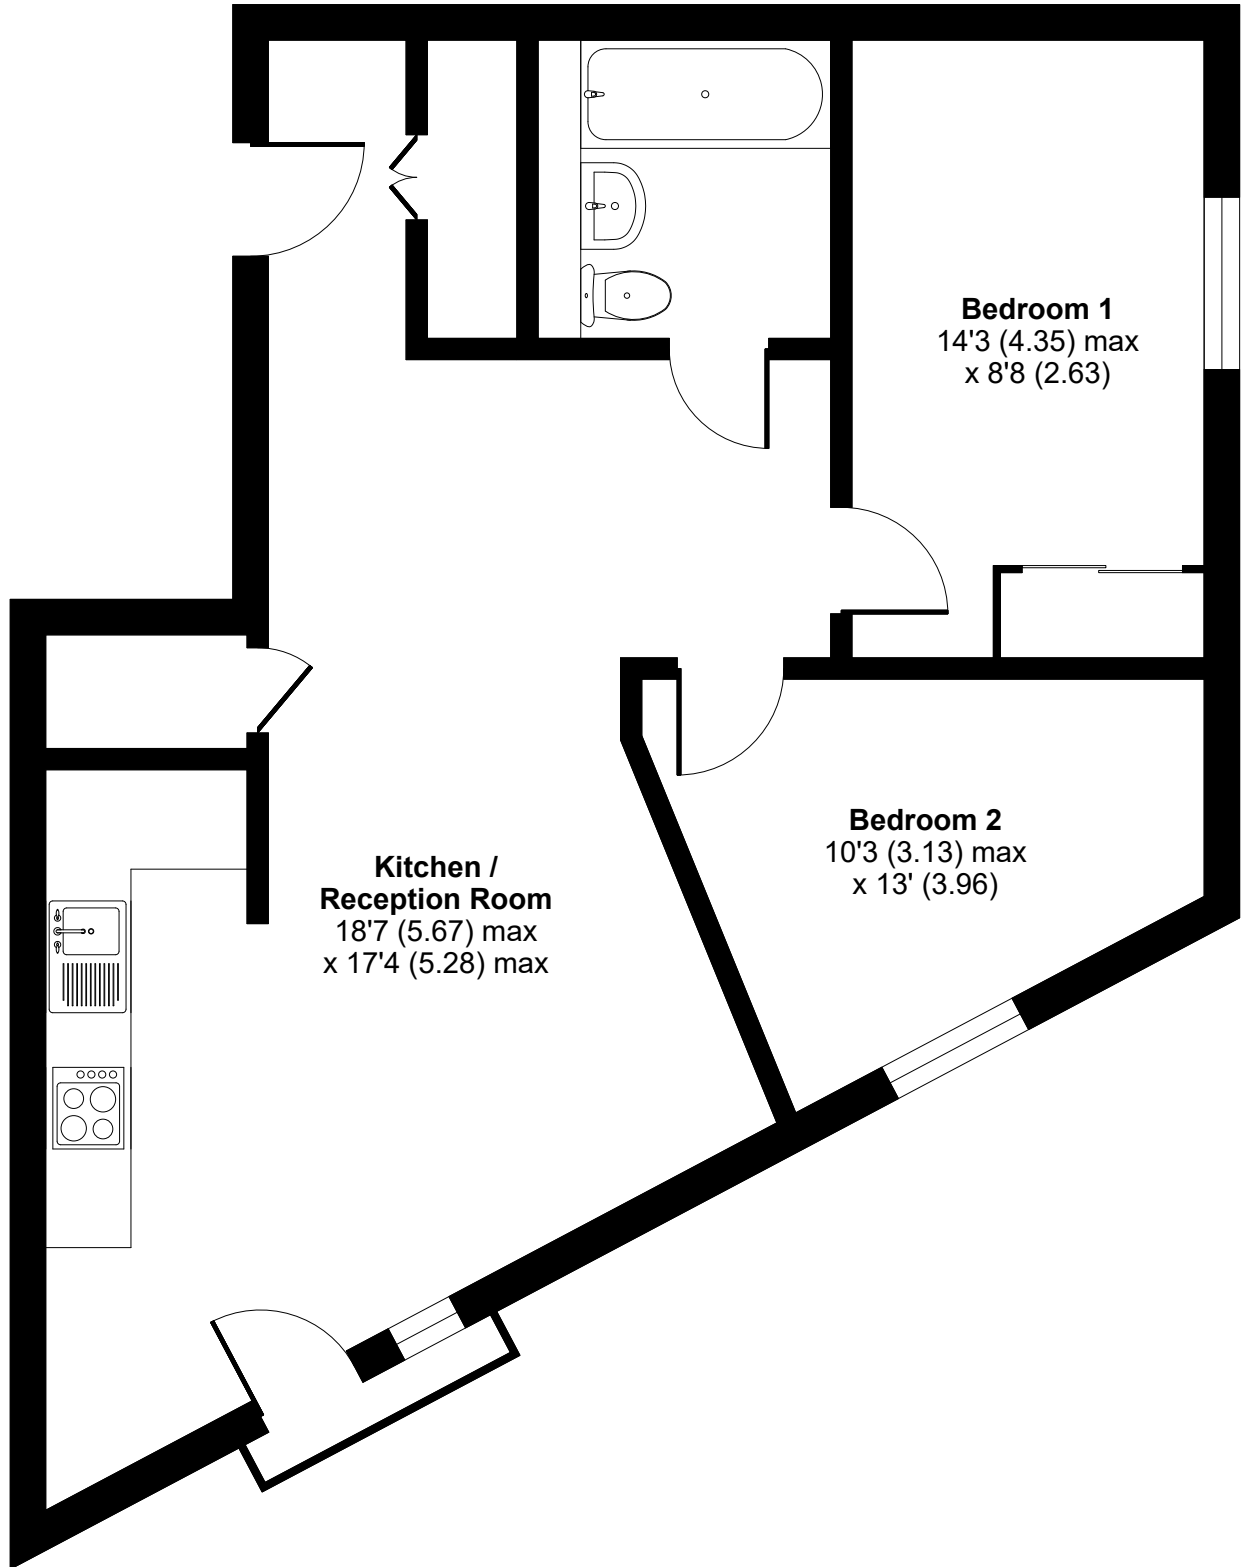 Bedroom 1
14'3 (4.35) max
x 8'8 (2.63)
Bedroom 2
10'3 (3.13) max
x 13' (3.96)
Kitchen /
Reception Room
18'7 (5.67) max
x 17'4 (5.28) max